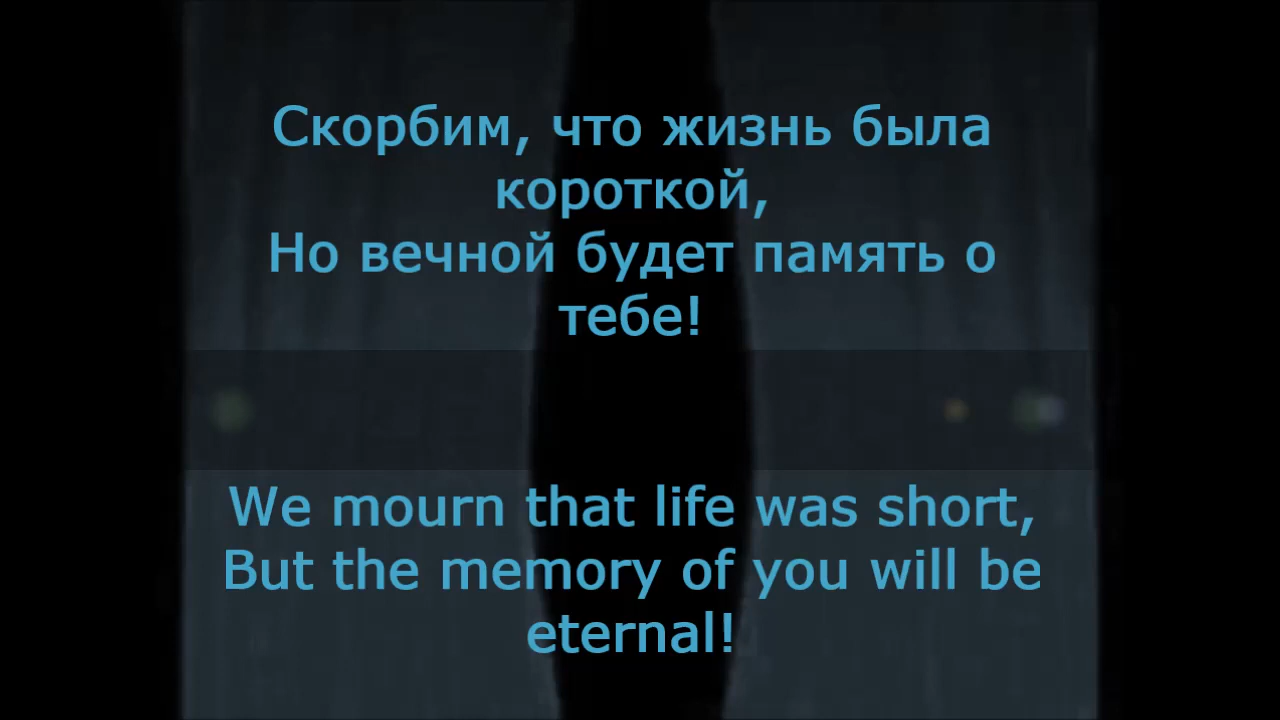 Скорбим, что жизнь была
короткой,
Но вечной будет память о
тебе!
We mourn that life was short,
But the memory of you will be
eternal!